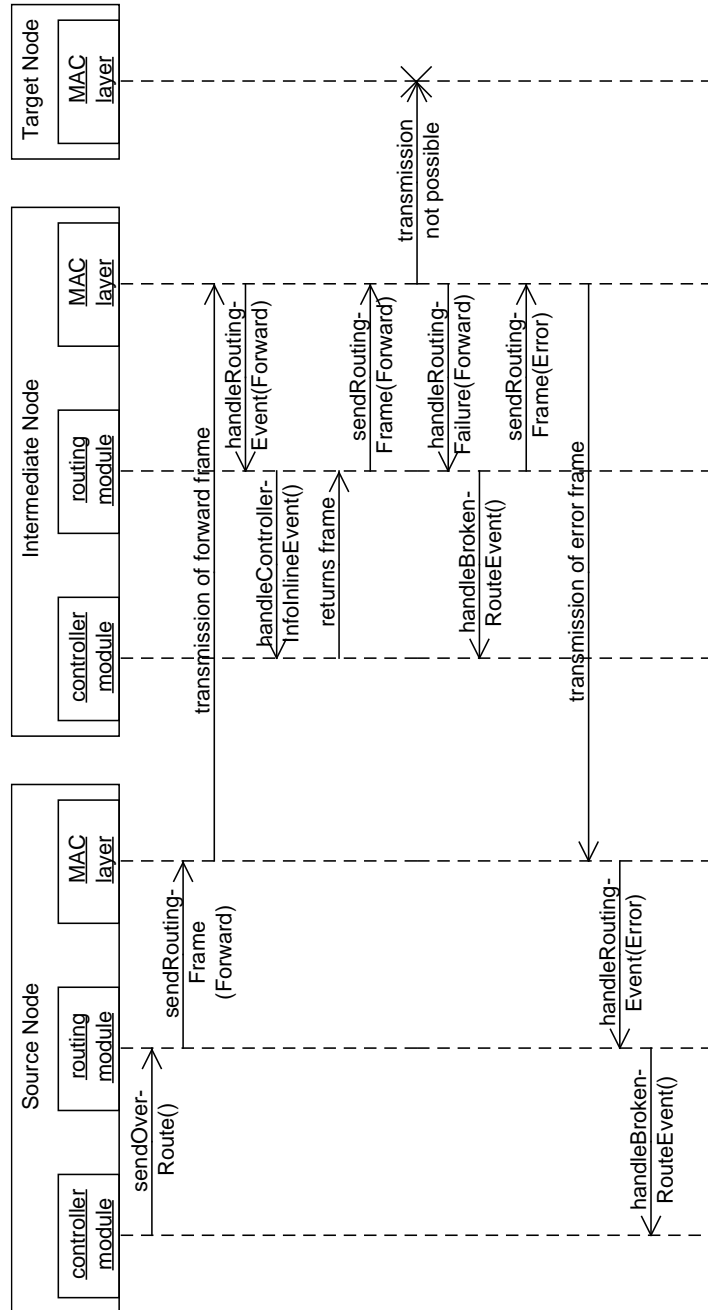 Source Node
Intermediate Node
Target Node
controller
module
routing
module
MAC
layer
controller
module
routing
module
MAC
layer
MAC
layer
sendOver-
Route()
sendRouting-
Frame
(Forward)
transmission of forward frame
handleRouting-
Event(Forward)
handleController-
InfoInlineEvent()
returns frame
sendRouting-
Frame(Forward)
transmission
not possible
handleRouting-
Failure(Forward)
handleBroken-
RouteEvent()
sendRouting-
Frame(Error)
transmission of error frame
handleRouting-
Event(Error)
handleBroken-
RouteEvent()